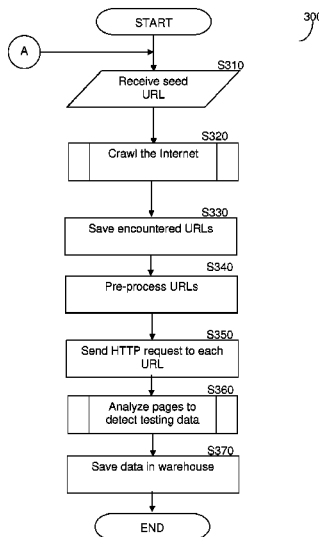 START
300
A
S310
Receive seed
URL
S320
Crawl the Internet
S330
Save encountered URLs
S340
Pre-process URLs
S350
Send HTTP request to each
URL
S360
Analyze pages to
detect testing data
S370
Save data in warehouse
END